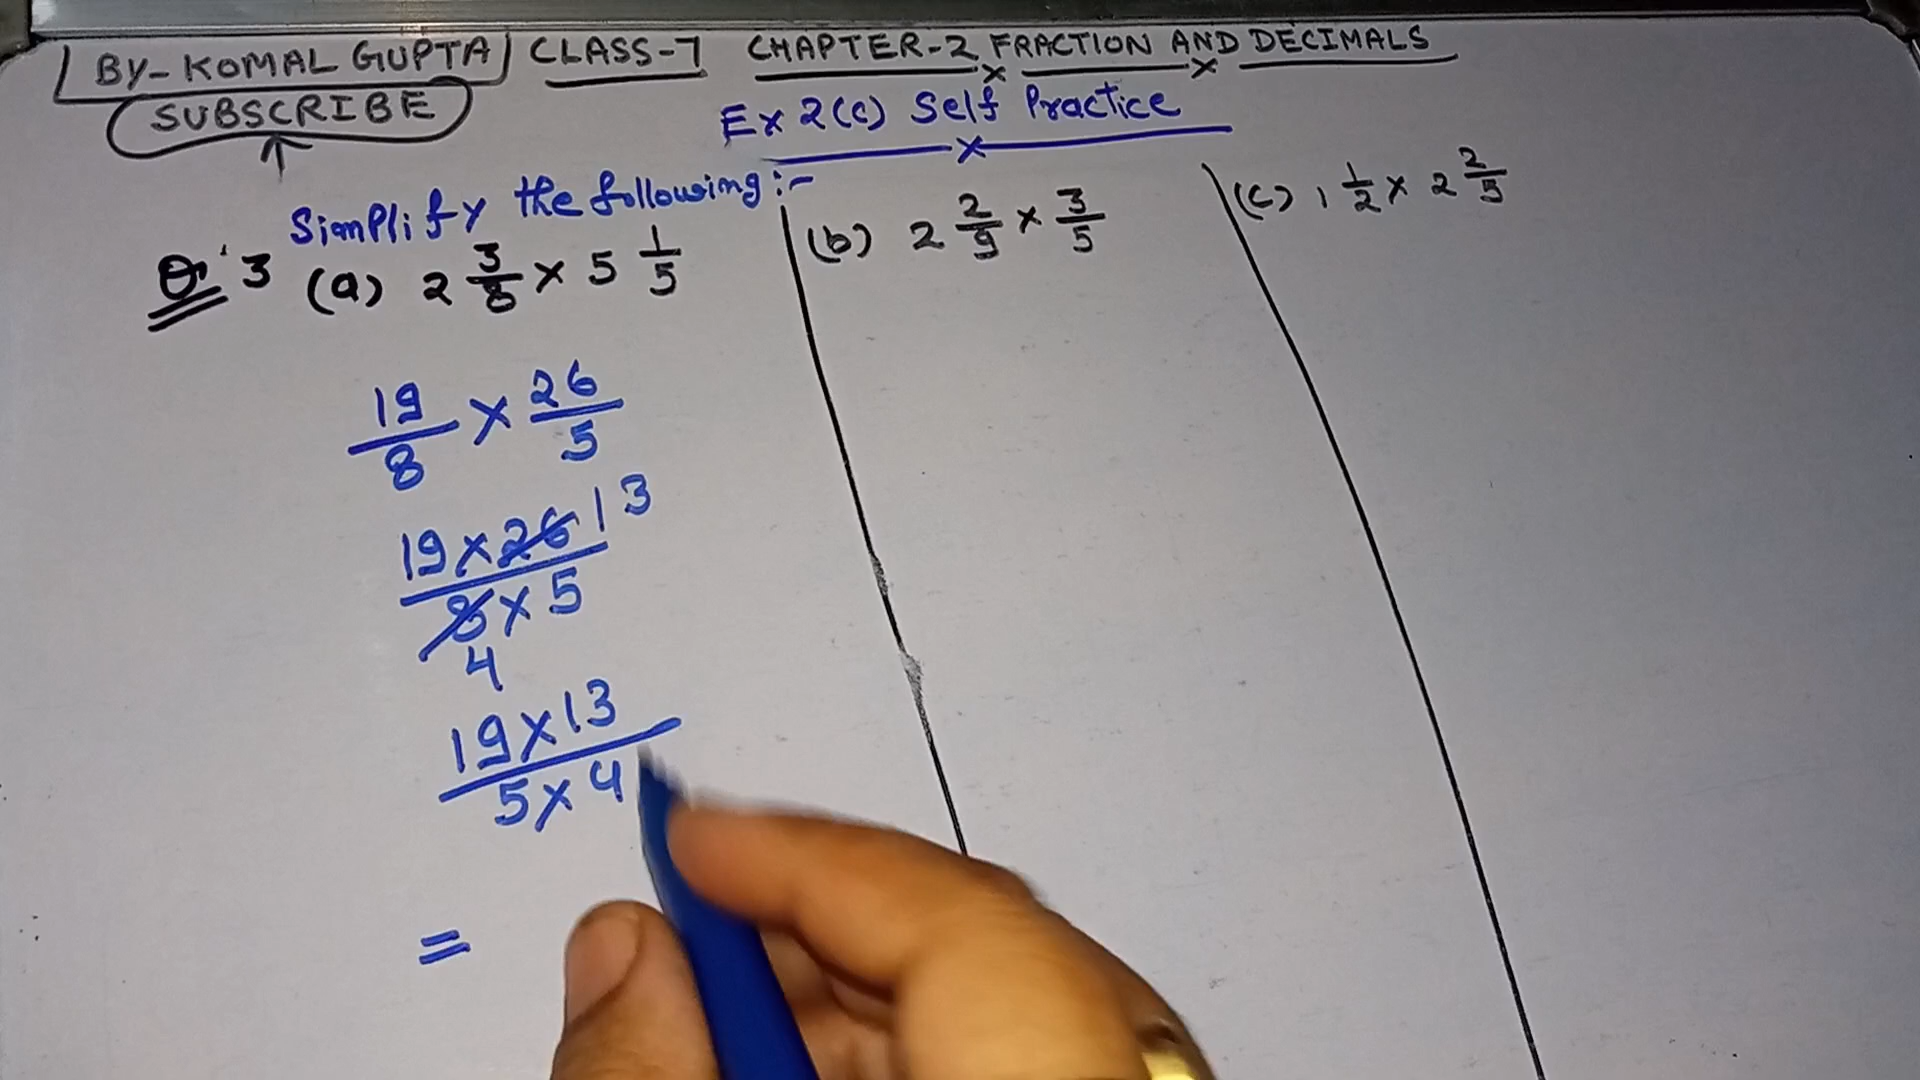 BY-KOMAL GUPTA CLASS-7 CHAPTER-2 FRACTION AND DECIMALS
SUBSCRIBE
Ex 2(c) Self Practice
Simplify the following:-
Q.3 (a) 2 3/8 × 5 1/5
19/8 × 26/5
19 × 26 13
8 × 5
4
19 × 13
5 × 4
=
(b) 2 2/9 × 3/5
(c) 1 1/2 × 2 2/5